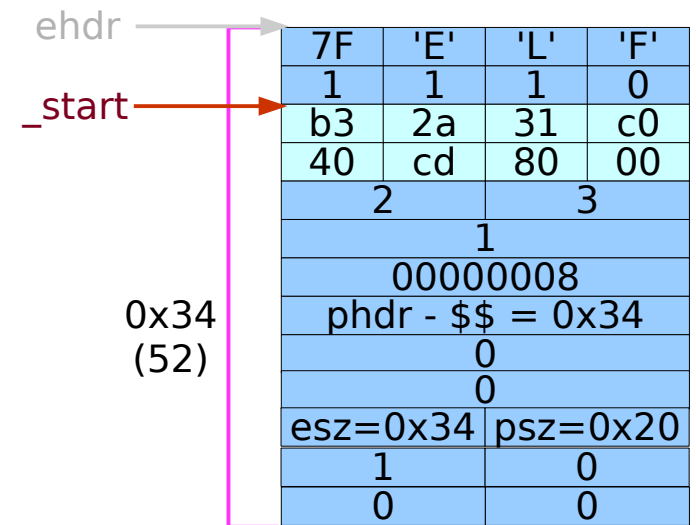 ehdr
7F 'E' 'L' 'F'
1 1 1 0
_start
b3 2a 31 c0
40 cd 80 00
2 3
1
00000008
0x34
(52)
phdr - $$ = 0x34
0
0
esz=0x34 psz=0x20
1 0
0 0